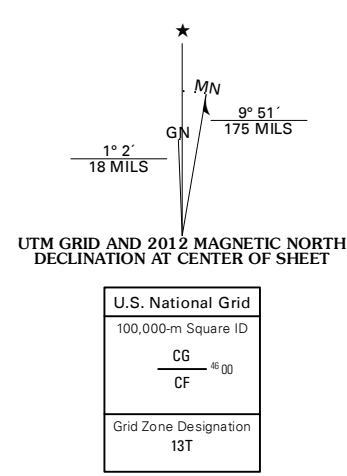 ★
MN
GN
9° 51´
175 MILS
1° 2´
18 MILS
UTM GRID AND 2012 MAGNETIC NORTH
DECLINATION AT CENTER OF SHEET
U.S. National Grid
100,000-m Square ID
CG
46 00
CF
Grid Zone Designation
13T